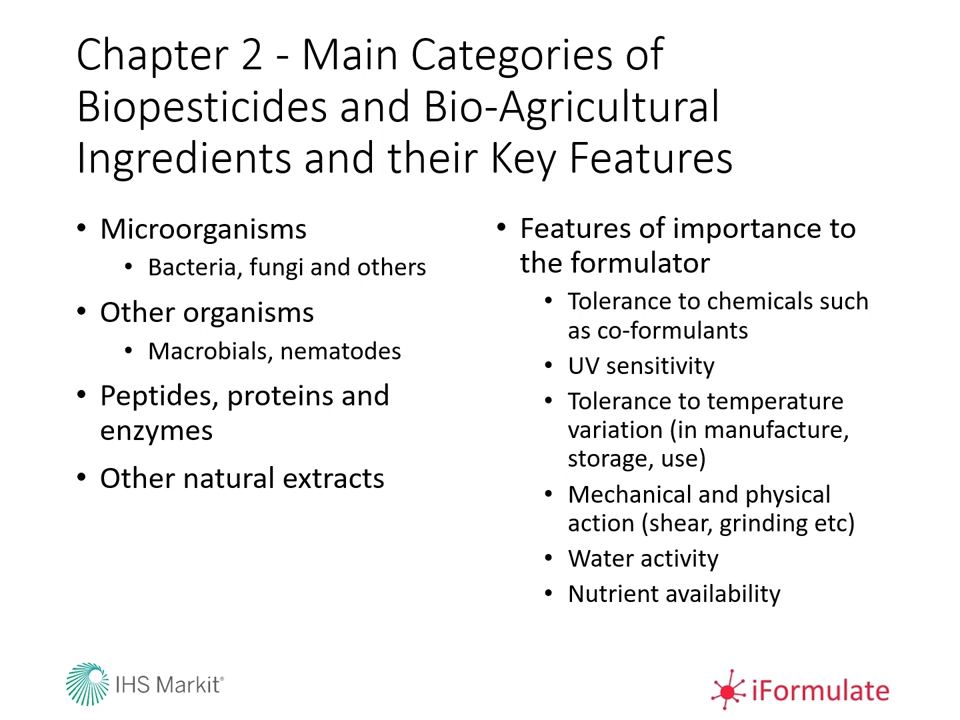 Chapter 2 - Main Categories of
Biopesticides and Bio-Agricultural
Ingredients and their Key Features
• Microorganisms
• Bacteria, fungi and others
• Other organisms
• Macrobials, nematodes
• Peptides, proteins and
enzymes
• Other natural extracts
• Features of importance to
the formulator
• Tolerance to chemicals such
as co-formulants
• UV sensitivity
• Tolerance to temperature
variation (in manufacture,
storage, use)
• Mechanical and physical
action (shear, grinding etc)
• Water activity
• Nutrient availability
IHS Markit®
iFormulate